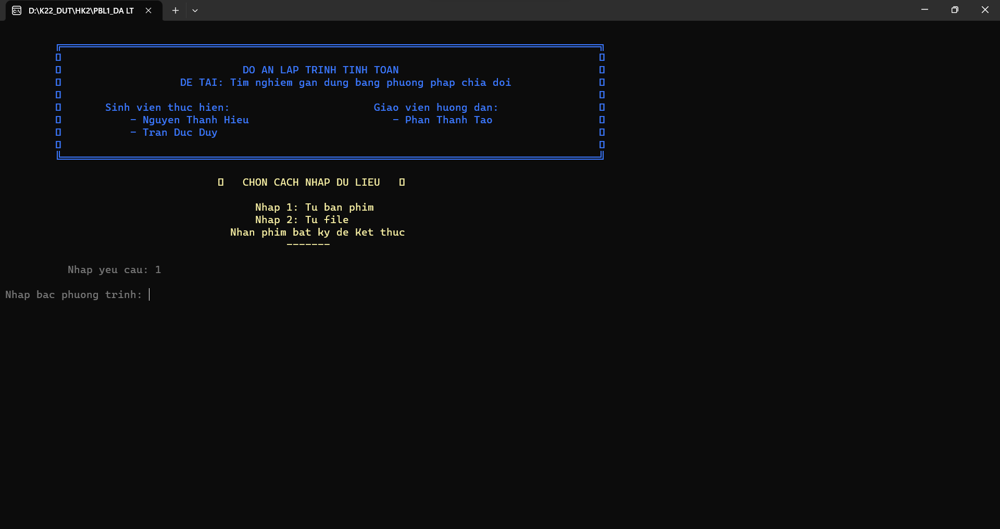 D:\K22_DUT\HK2\PBL1_DA LT
DO AN LAP TRINH TINH TOAN
DE TAI: Tim nghiem gan dung bang phuong phap chia doi
Sinh vien thuc hien: Giao vien huong dan:
- Nguyen Thanh Hieu - Phan Thanh Tao
- Tran Duc Duy
CHON CACH NHAP DU LIEU
Nhap 1: Tu ban phim
Nhap 2: Tu file
Nhan phim bat ky de Ket thuc
-------
Nhap yeu cau: 1
Nhap bac phuong trinh: